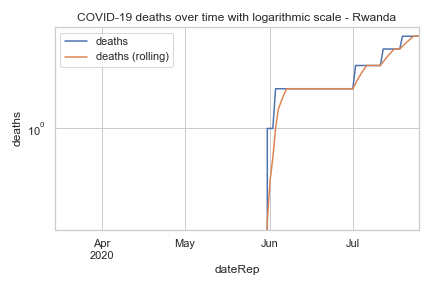 COVID-19 deaths over time with logarithmic scale - Rwanda
deaths
deaths (rolling)
deaths
10⁰
Apr
2020
May
Jun
Jul
dateRep